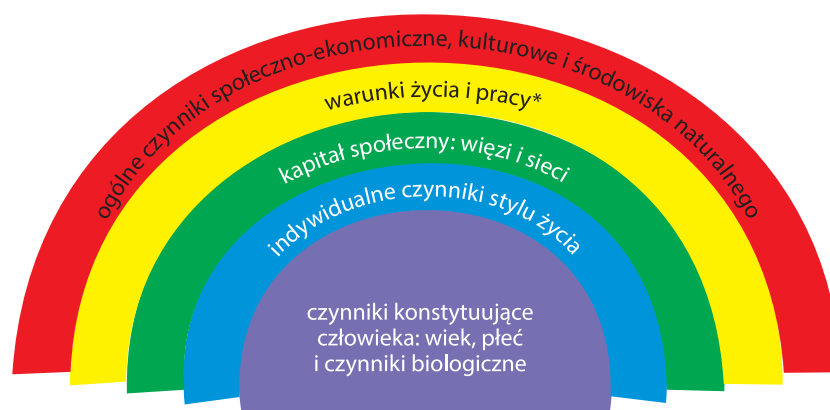 ogólne czynniki społeczno-ekonomiczne, kulturowe i środowiska naturalnego
warunki życia i pracy*
kapitał społeczny: więzi i sieci
indywidualne czynniki stylu życia
czynniki konstytuujące
człowieka: wiek, płeć
i czynniki biologiczne